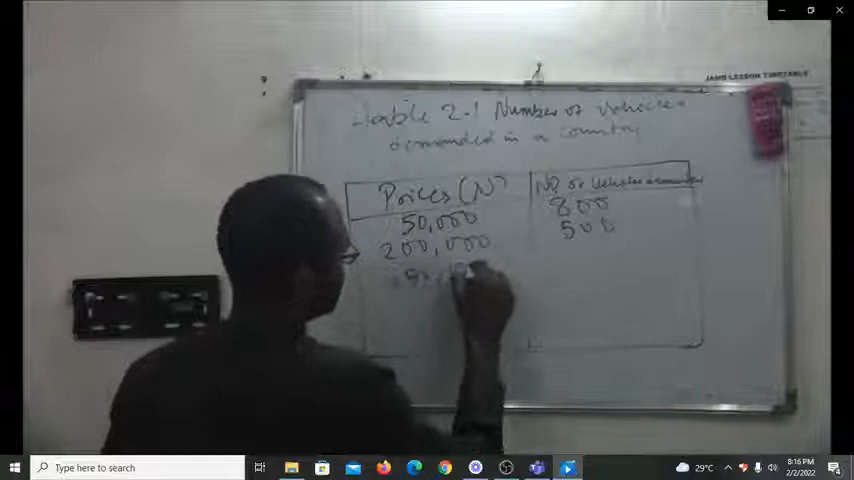 JAMB LESSON TIMETABLE
Table 2.1 Number of Vehicles
demanded in a country
Prices (N) No of Vehicles demanded
50,000 800
200,000 500
Type here to search
29°C
8:16 PM
2/2/2022
4